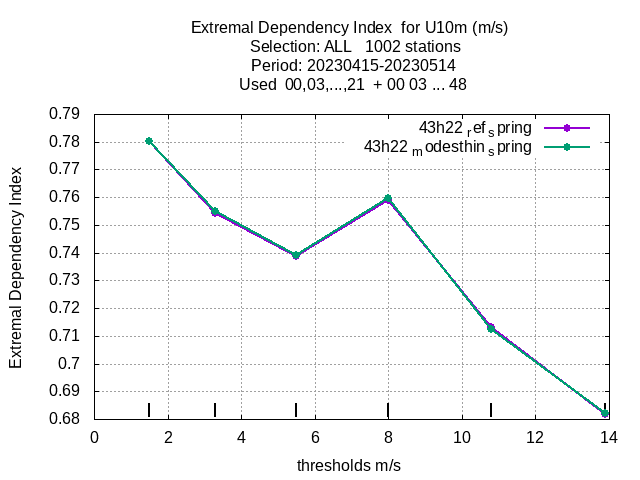 Extremal Dependency Index  for U10m (m/s)
Selection: ALL   1002 stations
Period: 20230415-20230514
Used  00,03,...,21  + 00 03 ... 48
43h22 ref spring
43h22 modesthin spring
Extremal Dependency Index
0.79
0.78
0.77
0.76
0.75
0.74
0.73
0.72
0.71
0.7
0.69
0.68
0 2 4 6 8 10 12 14
thresholds m/s